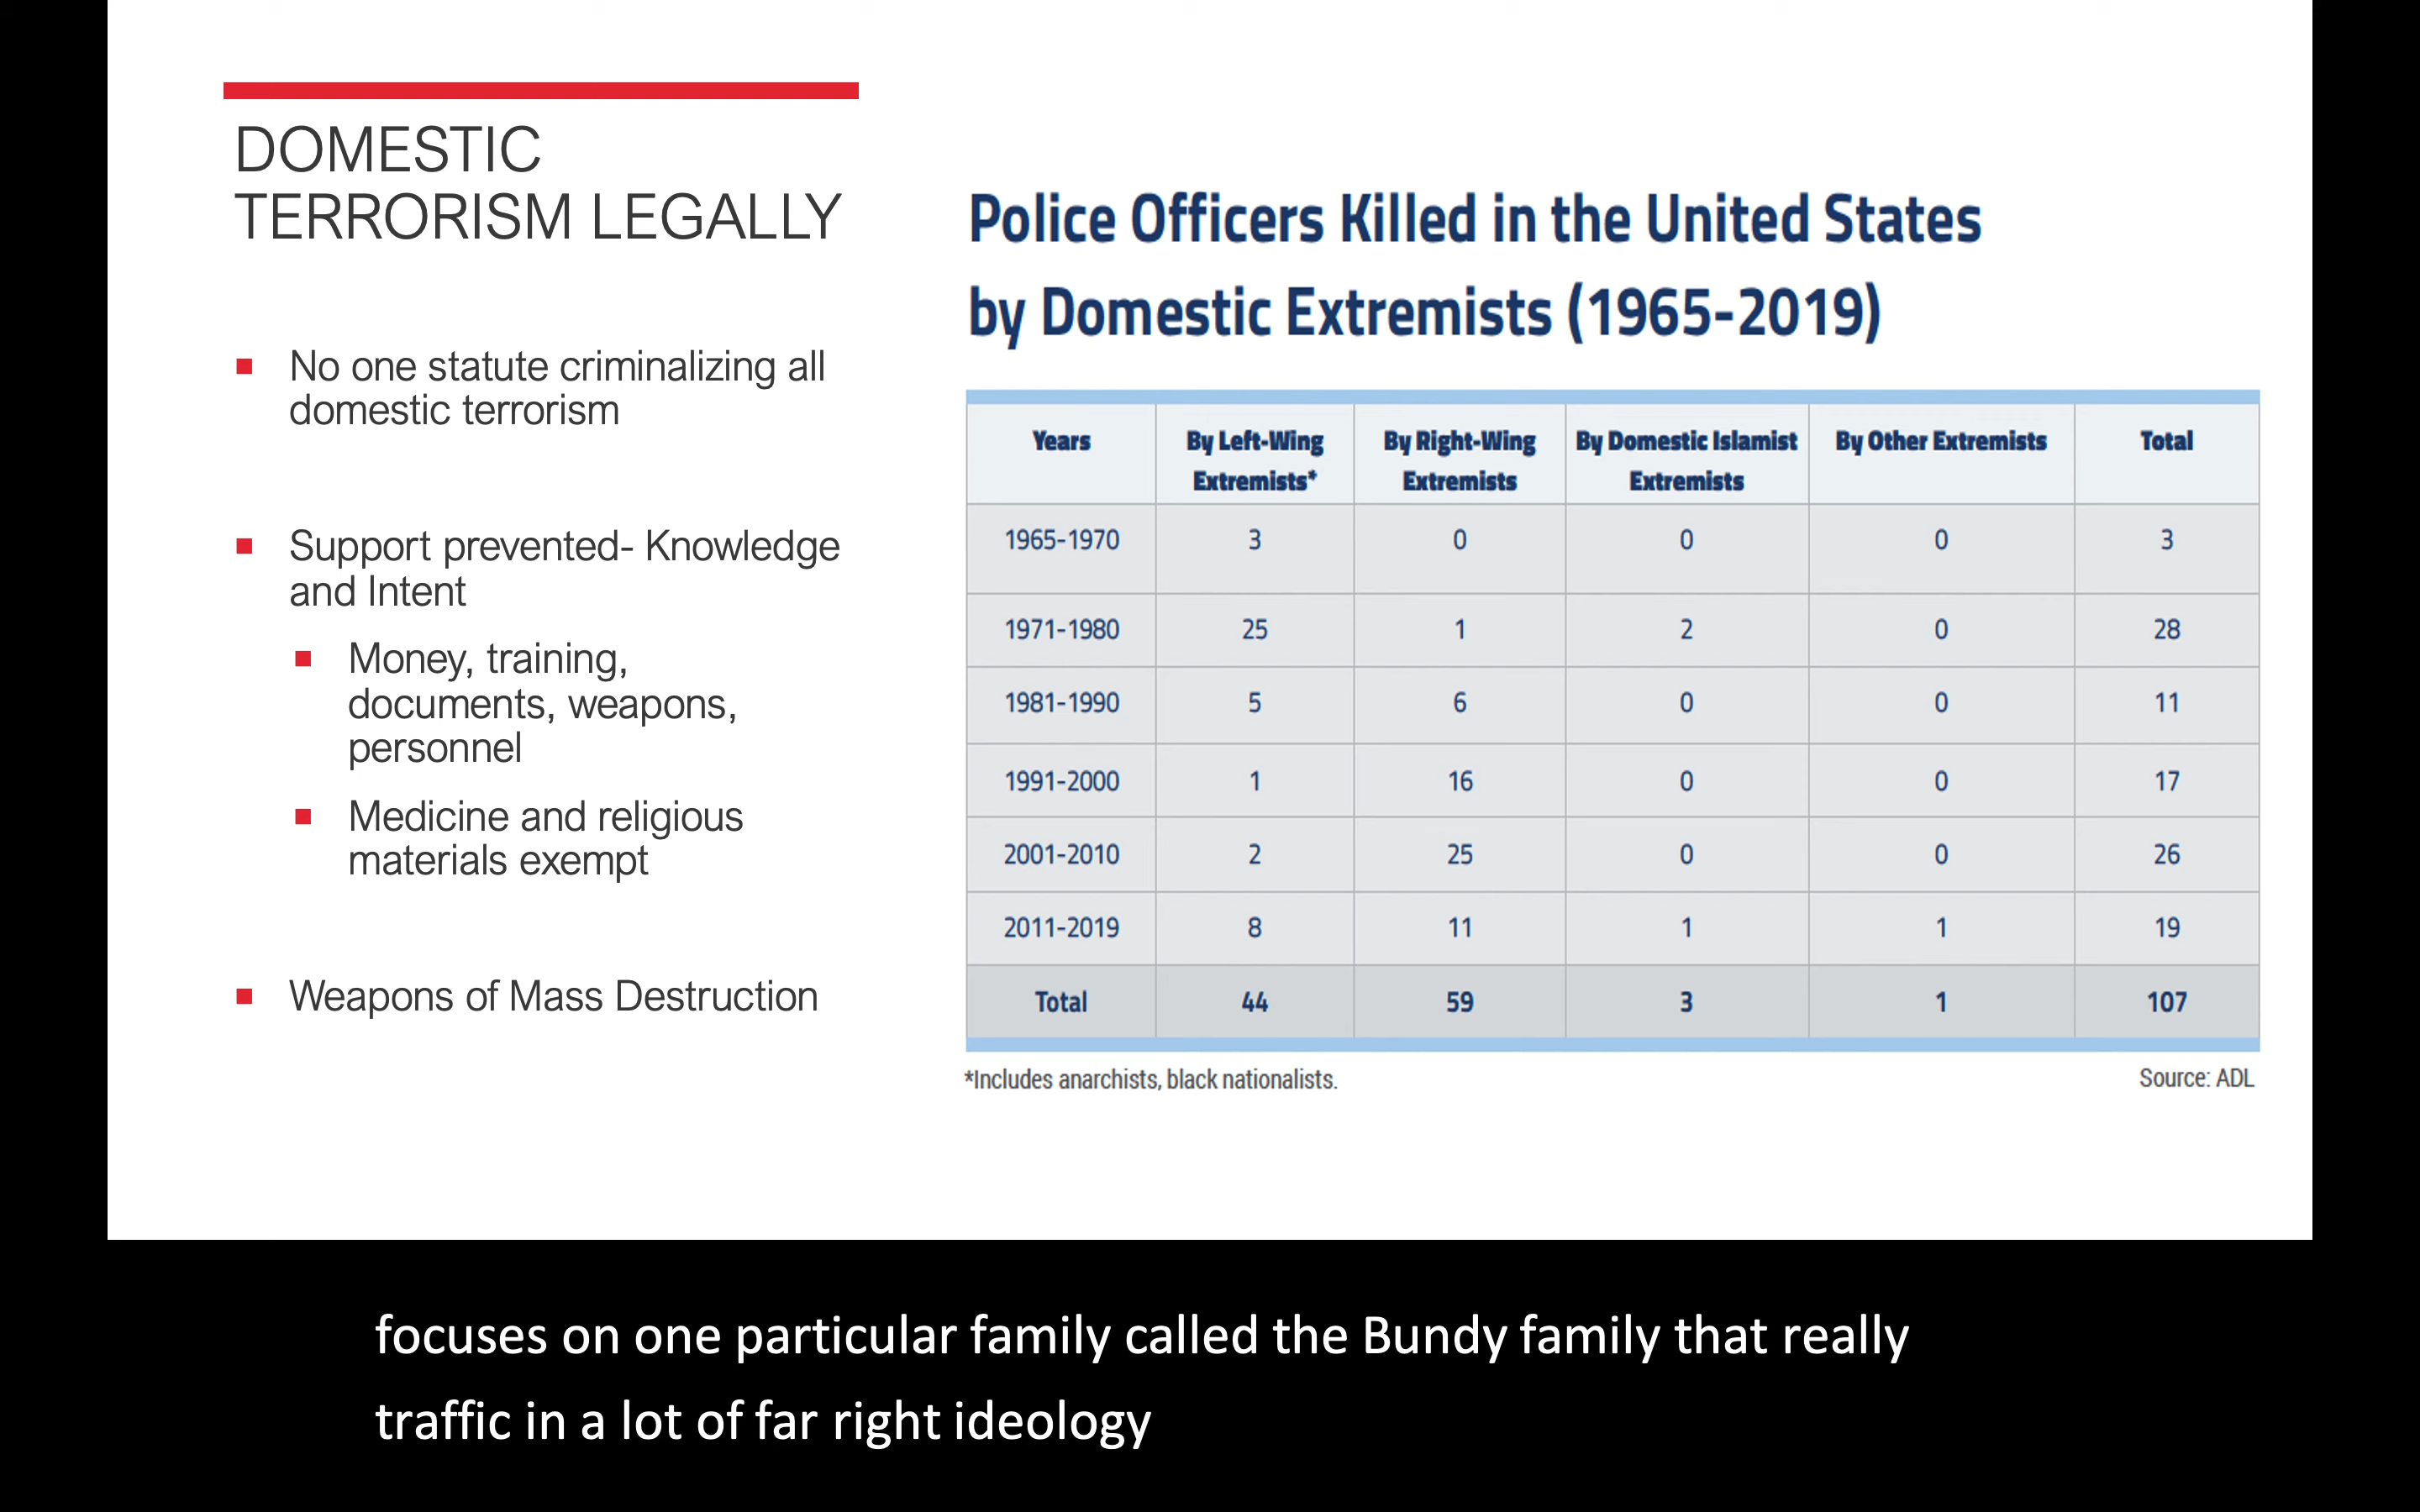 DOMESTIC
TERRORISM LEGALLY
No one statute criminalizing all
domestic terrorism
Support prevented- Knowledge
and Intent
Money, training,
documents, weapons,
personnel
Medicine and religious
materials exempt
Weapons of Mass Destruction
Police Officers Killed in the United States
by Domestic Extremists (1965-2019)
Years By Left-Wing Extremists* By Right-Wing Extremists By Domestic Islamist Extremists By Other Extremists Total
1965-1970 3 0 0 0 3
1971-1980 25 1 2 0 28
1981-1990 5 6 0 0 11
1991-2000 1 16 0 0 17
2001-2010 2 25 0 0 26
2011-2019 8 11 1 1 19
Total 44 59 3 1 107
*Includes anarchists, black nationalists. Source: ADL
focuses on one particular family called the Bundy family that really
traffic in a lot of far right ideology